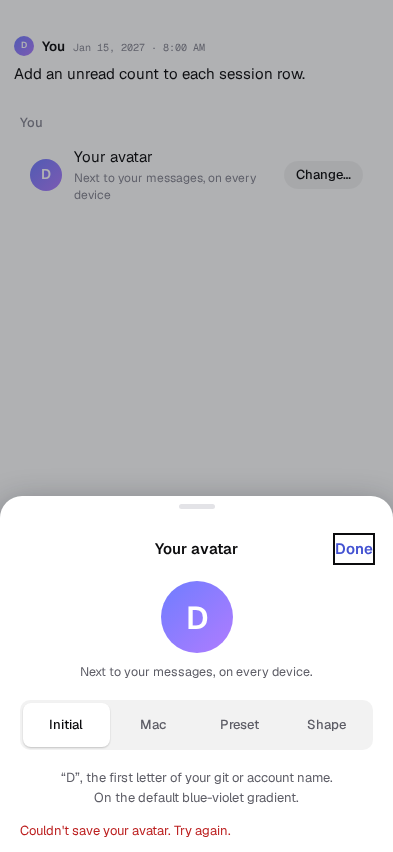 D You Jan 15, 2027 · 8:00 AM
Add an unread count to each session row.
You
D
Your avatar
Next to your messages, on every
device
Change…
Your avatar
Done
D
Next to your messages, on every device.
Initial Mac Preset Shape
“D”, the first letter of your git or account name.
On the default blue-violet gradient.
Couldn't save your avatar. Try again.